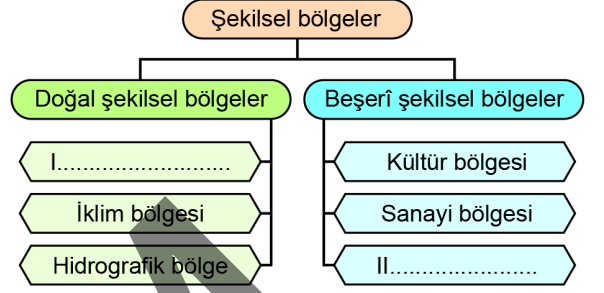 Şekilsel bölgeler
Doğal şekilsel bölgeler
Beşerî şekilsel bölgeler
I...........................
Kültür bölgesi
İklim bölgesi
Sanayi bölgesi
Hidrografik bölge
II.......................